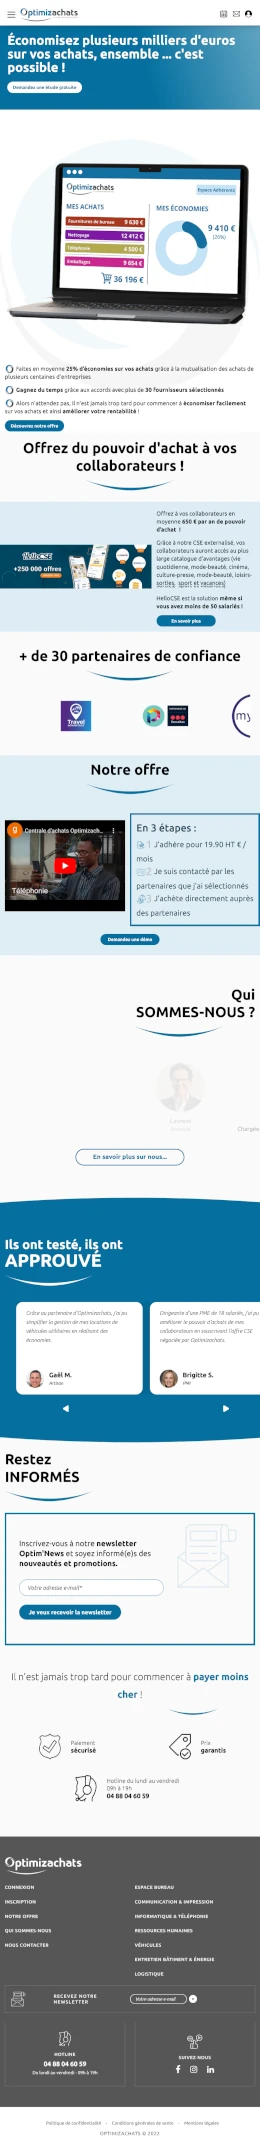 Optimizachats
Économisez plusieurs milliers d'euros
sur vos achats, ensemble ... c'est
possible !
Demandez une étude gratuite
Optimizachats
Espace Adhérents
MES ACHATS
MES ÉCONOMIES
Fournitures de bureau 9 630 €
Nettoyage 12 412 €
Téléphonie 4 500 €
Emballages 9 654 €
36 196 €
9 410 €
(26%)
Faites en moyenne 25% d'économies sur vos achats grâce à la mutualisation des achats de
plusieurs centaines d'entreprises
Gagnez du temps grâce aux accords avec plus de 30 fournisseurs sélectionnés
Alors n'attendez pas, il n'est jamais trop tard pour commencer à économiser facilement
sur vos achats et ainsi améliorer votre rentabilité !
Découvrez notre offre
Offrez du pouvoir d'achat à vos
collaborateurs !
HelloCSE
+250 000 offres
Offrez à vos collaborateurs en
moyenne 650 € par an de pouvoir
d'achat !
Grâce à notre CSE externalisé, vos
collaborateurs auront accès au plus
large catalogue d'avantages (vie
quotidienne, mode-beauté, cinéma,
culture-presse, mode-beauté, loisirs-
sorties, sport et vacances)
HelloCSE est la solution même si
vous avez moins de 50 salariés !
En savoir plus
+ de 30 partenaires de confiance
Travel
my
Notre offre
Centrale d'achats Optimizach...
Téléphonie
En 3 étapes :
1 J'adhère pour 19.90 HT € /
mois
2 Je suis contacté par les
partenaires que j'ai sélectionnés
3 J'achète directement auprès
des partenaires
Demandez une démo
Qui
SOMMES-NOUS ?
Laurent
Chargée
En savoir plus sur nous...
Ils ont testé, ils ont
APPROUVÉ
Grâce au partenaire d'Optimizachats, j'ai pu
simplifier la gestion de mes locations de
véhicules utilitaires en réalisant des
économies.
Gaël M.
Artisan
Dirigeante d'une PME de 18 salariés, j'ai pu
améliorer le pouvoir d'achats de mes
collaborateurs en souscrivant l'offre CSE
négociée par Optimizachats.
Brigitte S.
PME
Restez
INFORMÉS
Inscrivez-vous à notre newsletter
Optim'News et soyez informé(e)s des
nouveautés et promotions.
Votre adresse e-mail*
Je veux recevoir la newsletter
Il n'est jamais trop tard pour commencer à payer moins
cher !
Paiement
sécurisé
Prix
garantis
Hotline du lundi au vendredi
09h à 19h
04 88 04 60 59
Optimizachats
CONNEXION
INSCRIPTION
NOTRE OFFRE
QUI SOMMES-NOUS
NOUS CONTACTER
ESPACE BUREAU
COMMUNICATION & IMPRESSION
INFORMATIQUE & TÉLÉPHONIE
RESSOURCES HUMAINES
VÉHICULES
ENTRETIEN BÂTIMENT & ÉNERGIE
LOGISTIQUE
RECEVEZ NOTRE
NEWSLETTER
Votre adresse e-mail
HOTLINE
04 88 04 60 59
Du lundi au vendredi - 09h à 19h
SUIVEZ-NOUS
Politique de confidentialité - Conditions générales de vente - Mentions légales
OPTIMIZACHATS © 2022